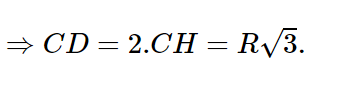 ⇒ CD = 2.CH = R√3.